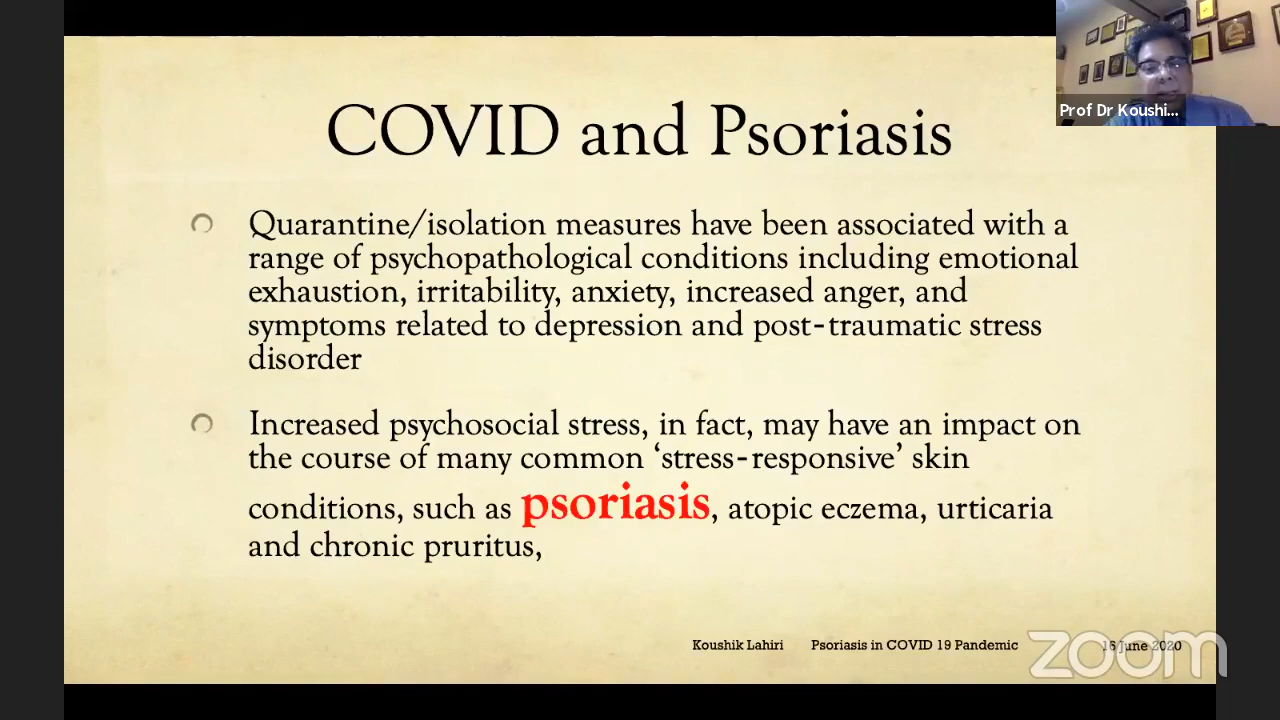 Prof Dr Koushi...
COVID and Psoriasis
Quarantine/isolation measures have been associated with a
range of psychopathological conditions including emotional
exhaustion, irritability, anxiety, increased anger, and
symptoms related to depression and post-traumatic stress
disorder
Increased psychosocial stress, in fact, may have an impact on
the course of many common ‘stress-responsive’ skin
conditions, such as psoriasis, atopic eczema, urticaria
and chronic pruritus,
Koushik Lahiri Psoriasis in COVID 19 Pandemic 16 June 2020
zoom